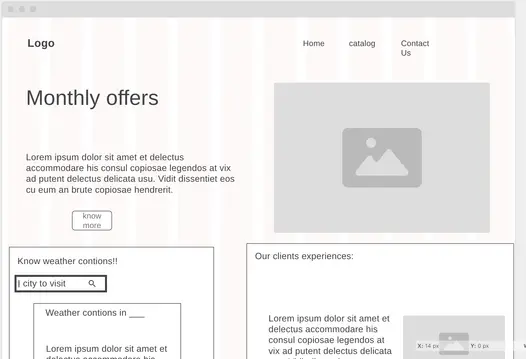 Logo
Home catalog Contact
Us
Monthly offers
Lorem ipsum dolor sit amet et delectus
accommodare his consul copiosae legendos at vix
ad putent delectus delicata usu. Vidit dissentiet eos
cu eum an brute copiosae hendrerit.
know
more
Know weather contions!!
city to visit
Weather contions in ___
Lorem ipsum dolor sit amet et
Our clients experiences:
Lorem ipsum dolor sit amet et
delectus accommodare his
consul copiosae legendos at
vix ad putent delectus delicata
X: -14 px Y: 0 px